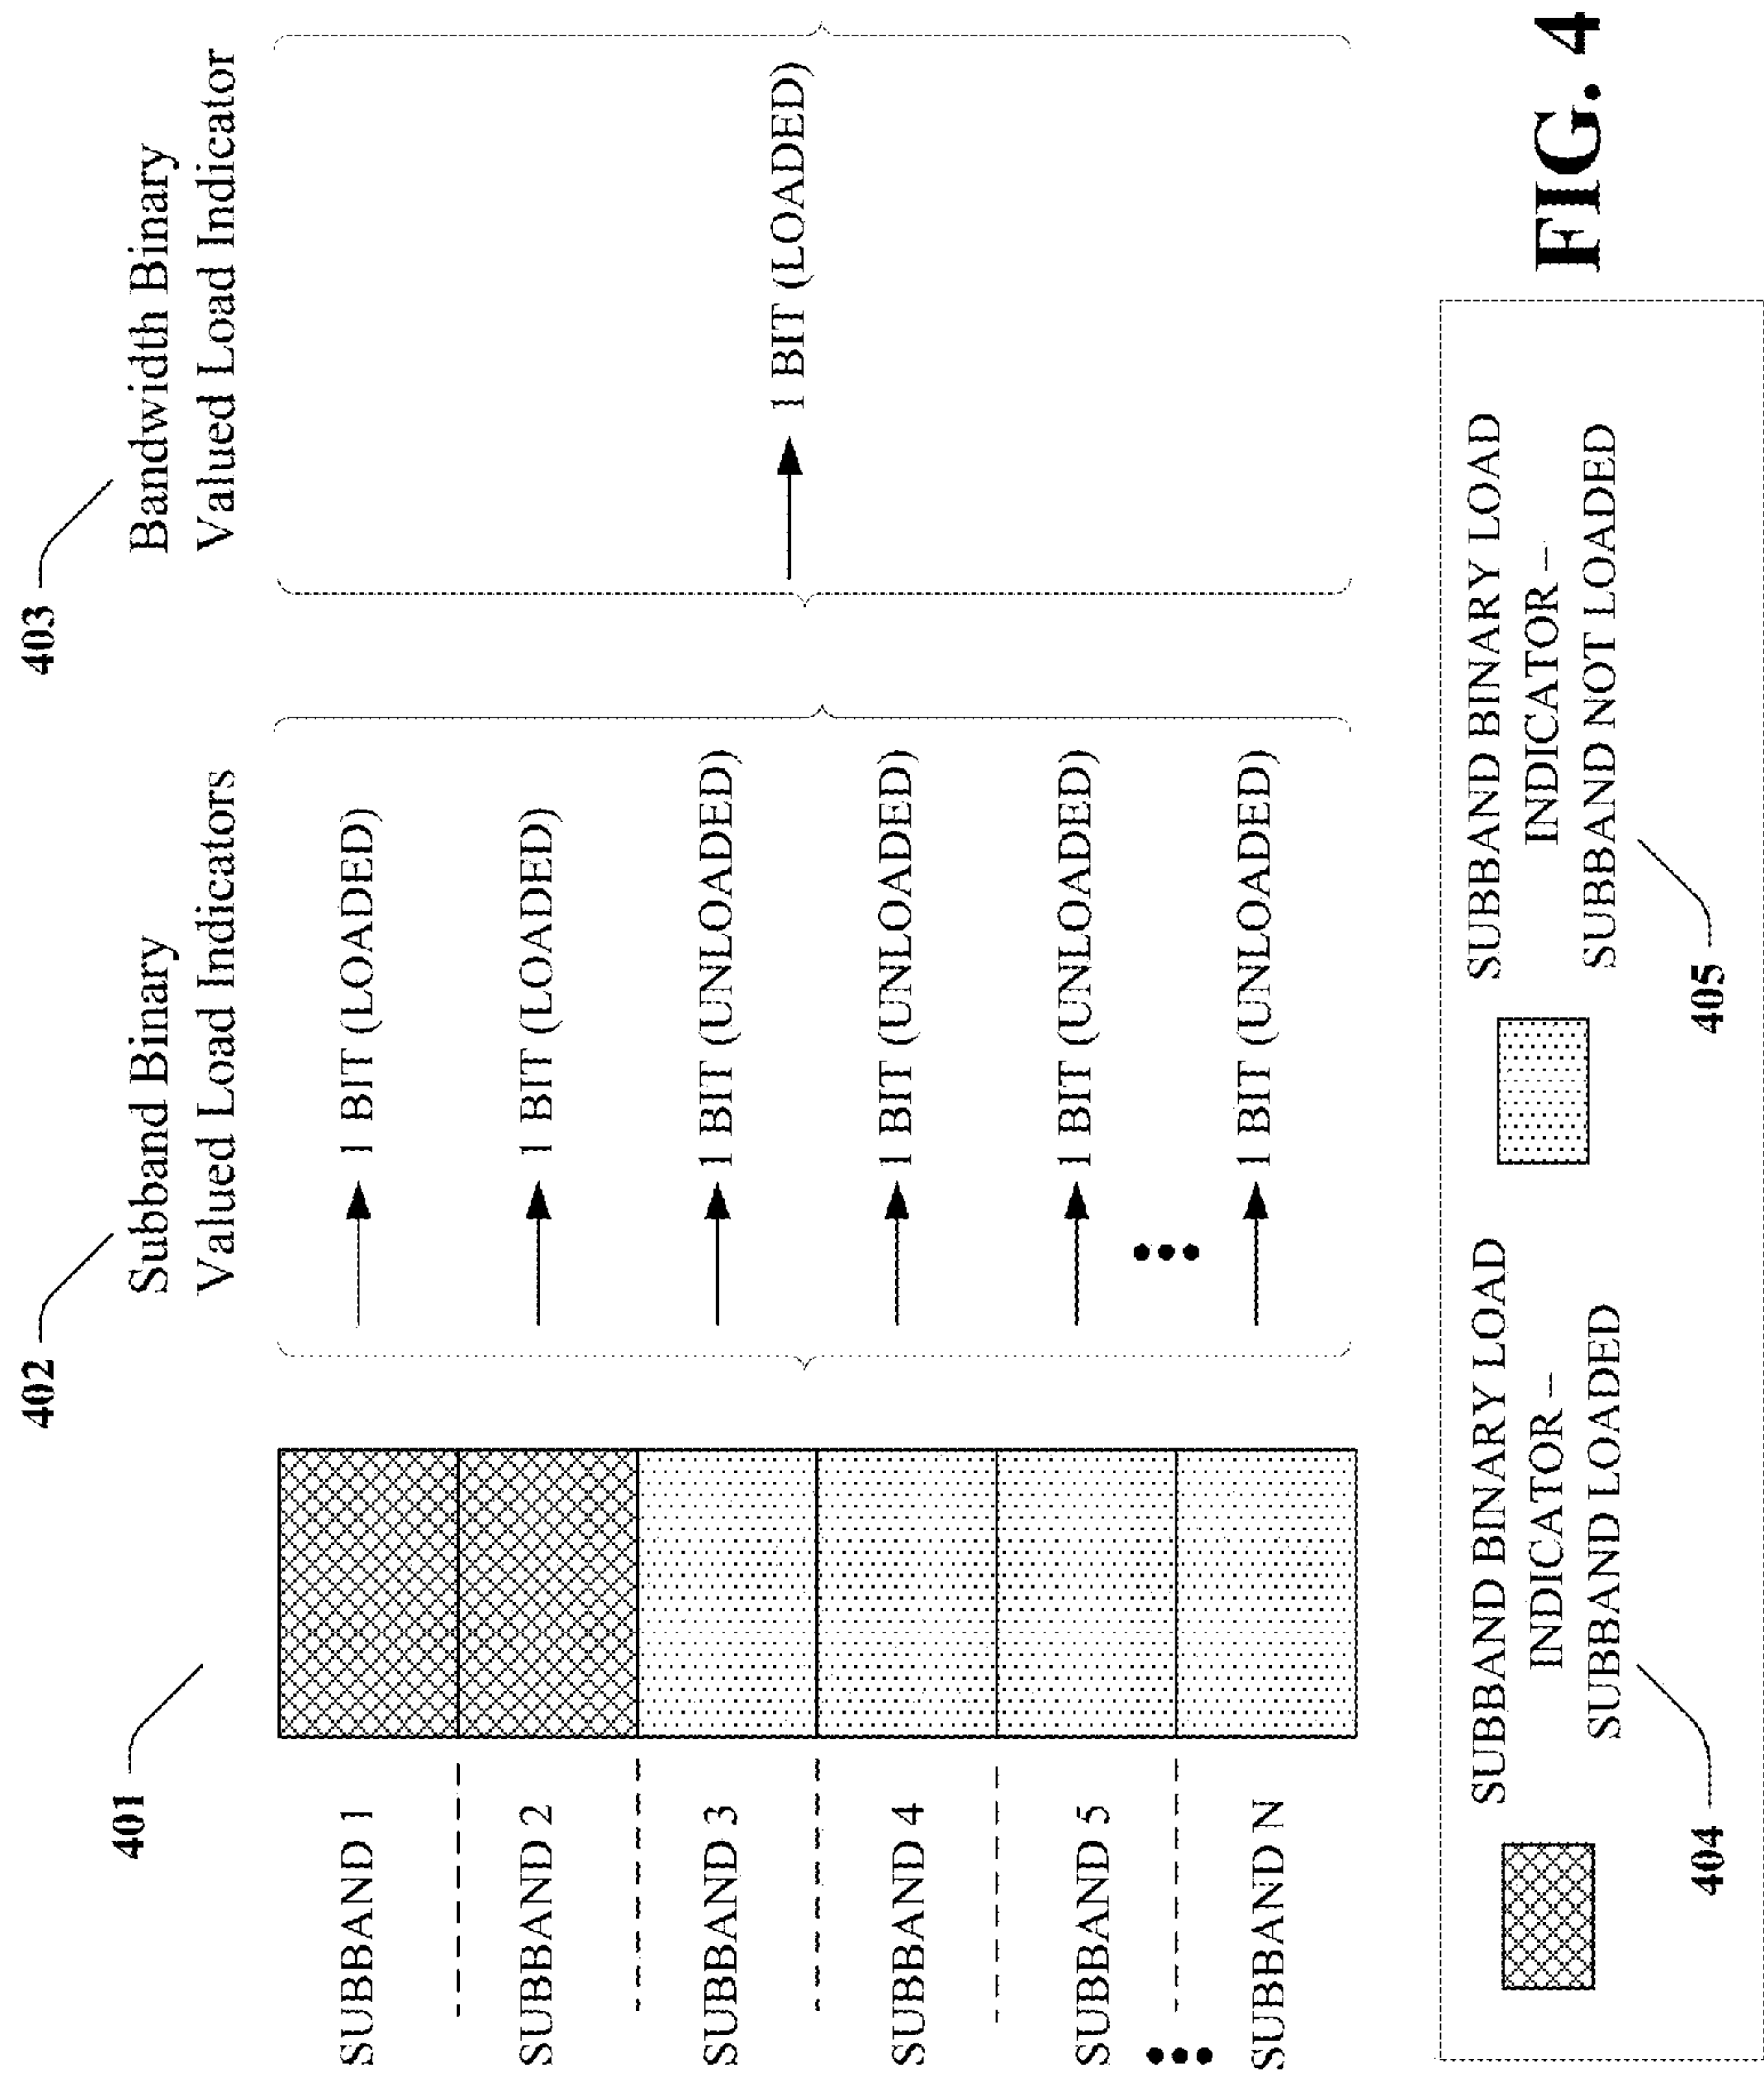 401
402
403
Subband Binary
Valued Load Indicators
Bandwidth Binary
Valued Load Indicator
SUBBAND 1
1 BIT (LOADED)
SUBBAND 2
1 BIT (LOADED)
SUBBAND 3
1 BIT (UNLOADED)
1 BIT (LOADED)
SUBBAND 4
1 BIT (UNLOADED)
SUBBAND 5
1 BIT (UNLOADED)
SUBBAND N
1 BIT (UNLOADED)
SUBBAND BINARY LOAD
INDICATOR –
SUBBAND LOADED
404
SUBBAND BINARY LOAD
INDICATOR –
SUBBAND NOT LOADED
405
FIG. 4